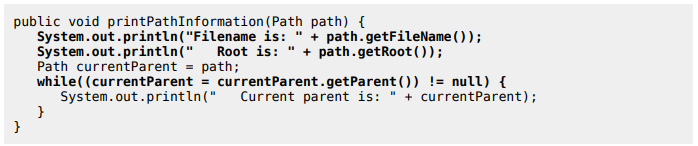 public void printPathInformation(Path path) {
   System.out.println("Filename is: " + path.getFileName());
   System.out.println("   Root is: " + path.getRoot());
   Path currentParent = path;
   while((currentParent = currentParent.getParent()) != null) {
      System.out.println("   Current parent is: " + currentParent);
   }
}